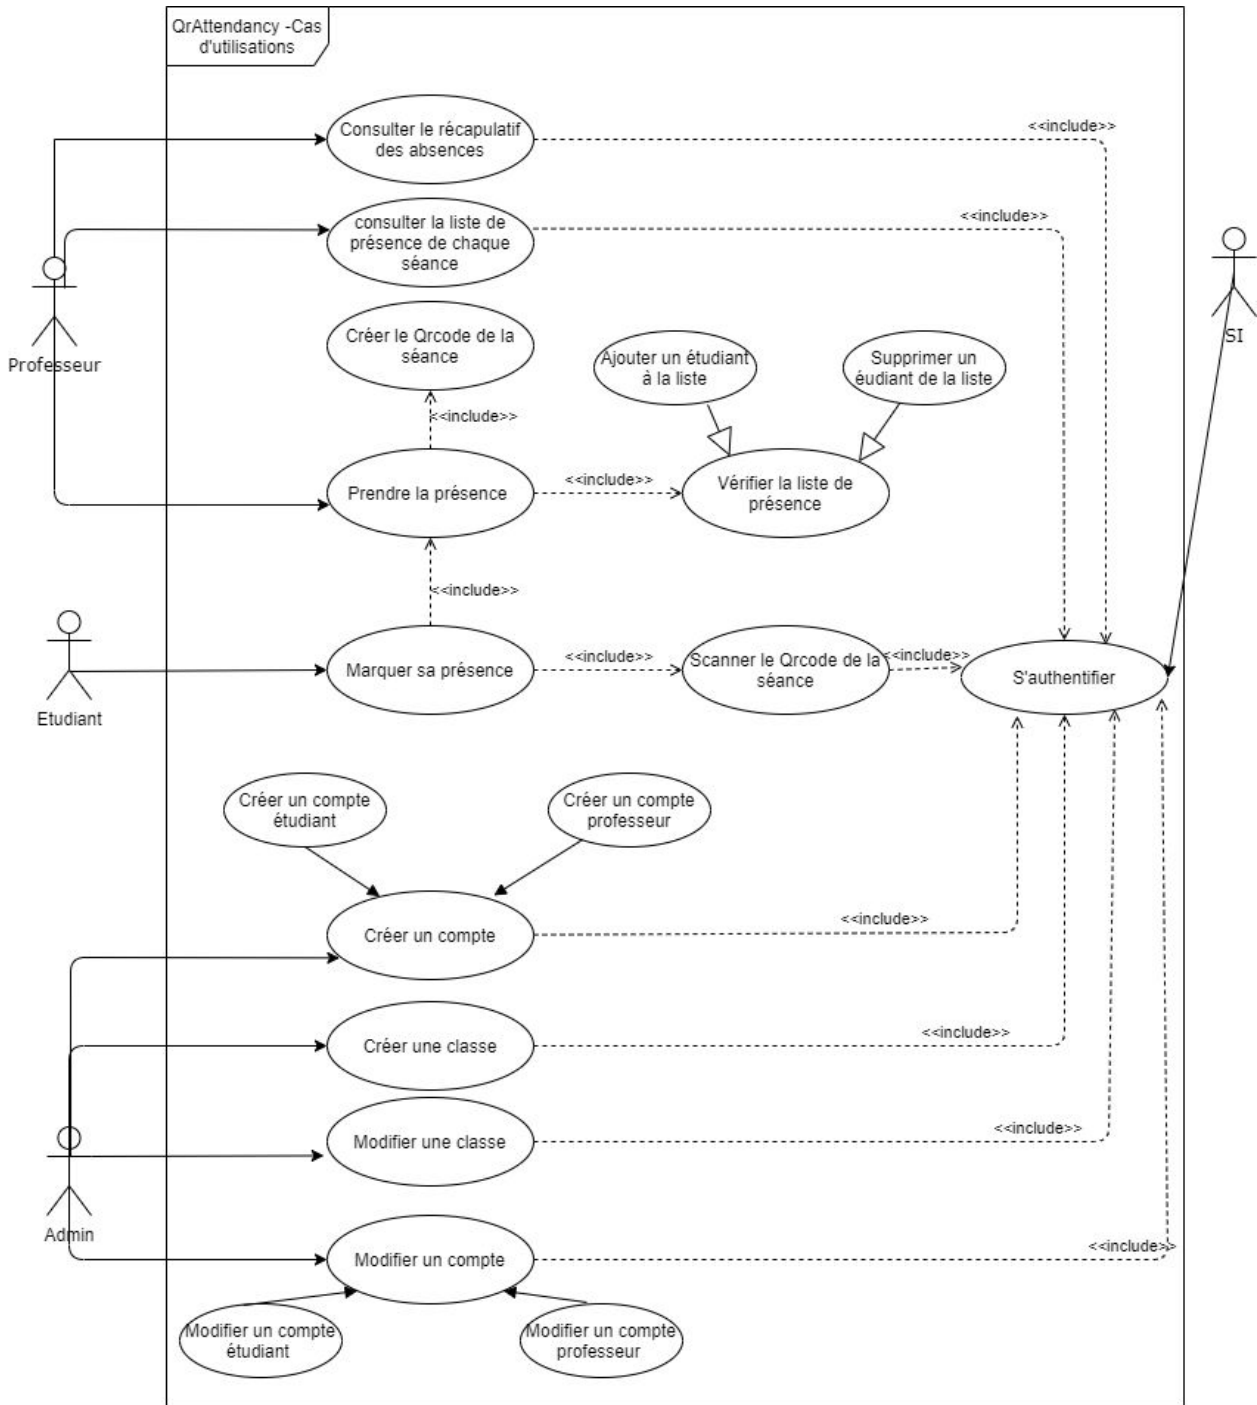 QrAttendancy -Cas
d'utilisations
Consulter le récapulatif
des absences
<<include>>
consulter la liste de
présence de chaque
séance
<<include>>
Professeur
SI
Créer le Qrcode de la
séance
Ajouter un étudiant
à la liste
Supprimer un
éudiant de la liste
<<include>>
Prendre la présence
<<include>>
Vérifier la liste de
présence
<<include>>
Etudiant
Marquer sa présence
<<include>>
Scanner le Qrcode de la
séance
<<include>>
S'authentifier
Créer un compte
étudiant
Créer un compte
professeur
Créer un compte
<<include>>
Créer une classe
<<include>>
Modifier une classe
<<include>>
Admin
Modifier un compte
<<include>>
Modifier un compte
étudiant
Modifier un compte
professeur